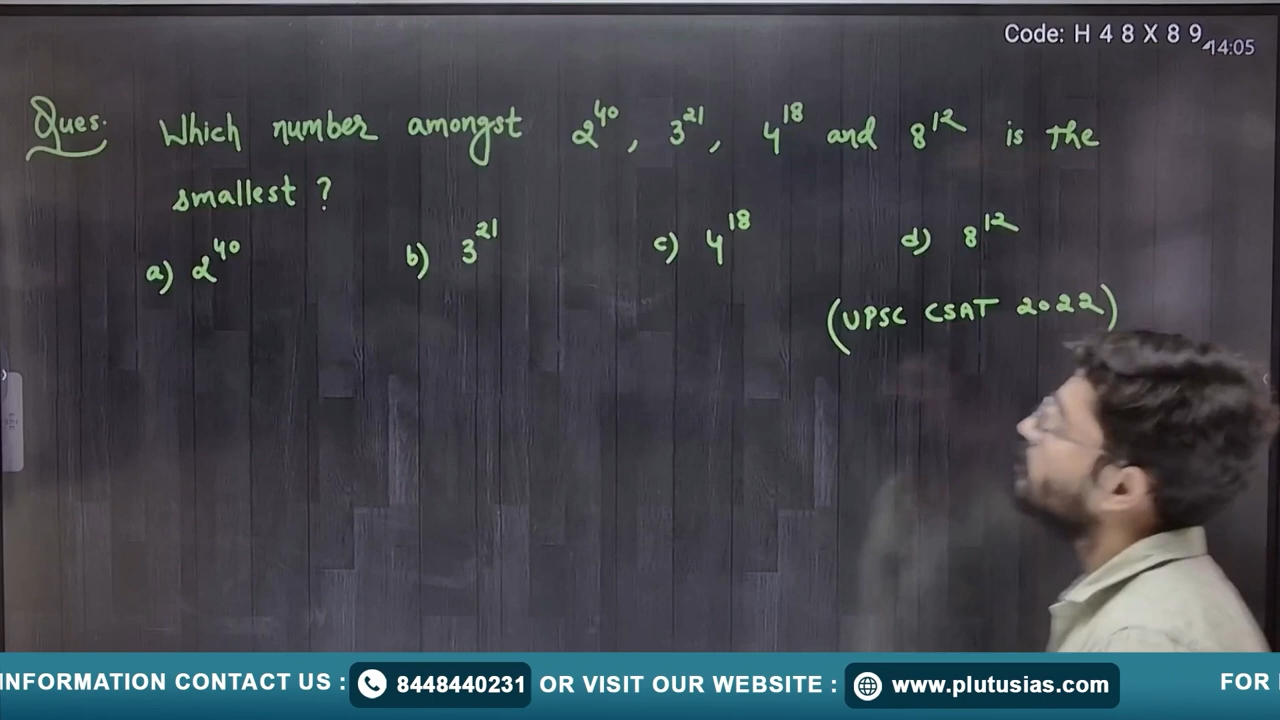 Code: H 4 8 X 8 9
14:05
Ques. Which number amongst 2^40, 3^21, 4^18 and 8^12 is the
smallest ?
a) 2^40 b) 3^21 c) 4^18 d) 8^12
(UPSC CSAT 2022)
INFORMATION CONTACT US : 8448440231 OR VISIT OUR WEBSITE : www.plutusias.com FOR